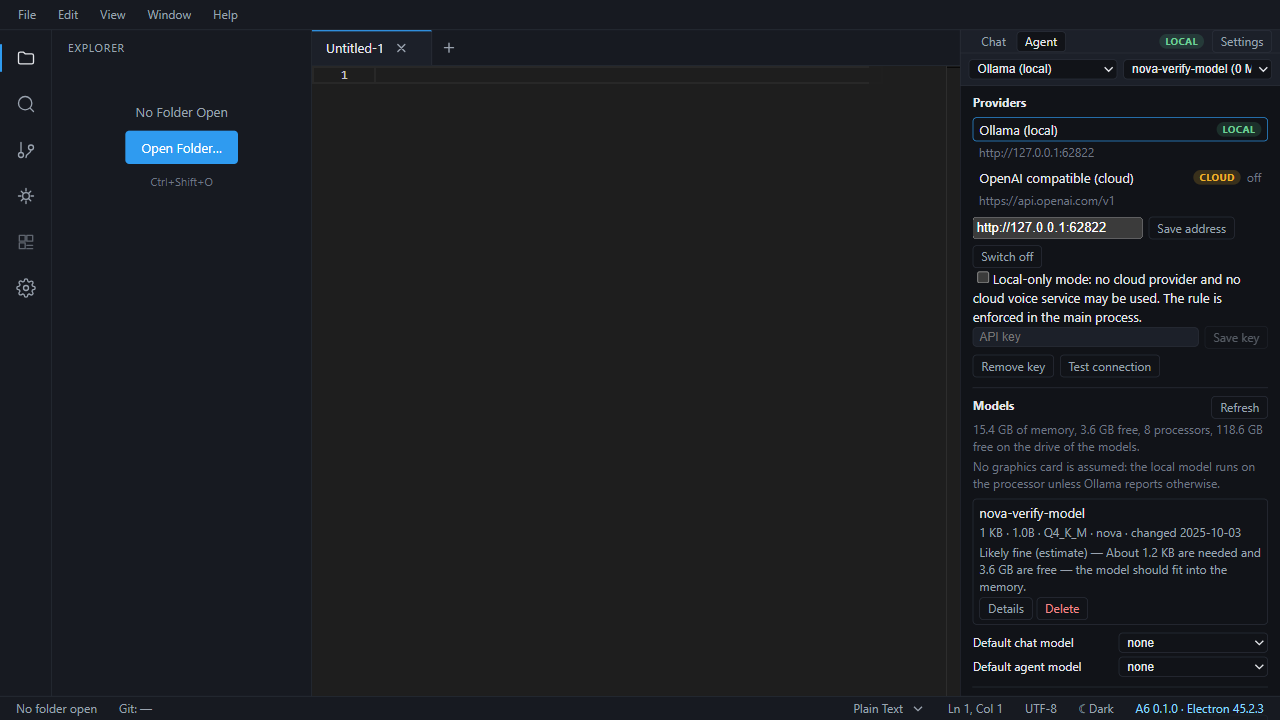 File Edit View Window Help
EXPLORER
No Folder Open
Open Folder...
Ctrl+Shift+O
Untitled-1
1
Chat Agent LOCAL Settings
Ollama (local) nova-verify-model (0 M
Providers
Ollama (local) LOCAL
http://127.0.0.1:62822
OpenAI compatible (cloud) CLOUD off
https://api.openai.com/v1
http://127.0.0.1:62822 Save address
Switch off
Local-only mode: no cloud provider and no
cloud voice service may be used. The rule is
enforced in the main process.
API key Save key
Remove key Test connection
Models Refresh
15.4 GB of memory, 3.6 GB free, 8 processors, 118.6 GB
free on the drive of the models.
No graphics card is assumed: the local model runs on
the processor unless Ollama reports otherwise.
nova-verify-model
1 KB · 1.0B · Q4_K_M · nova · changed 2025-10-03
Likely fine (estimate) — About 1.2 KB are needed and
3.6 GB are free — the model should fit into the
memory.
Details Delete
Default chat model none
Default agent model none
No folder open Git: — Plain Text Ln 1, Col 1 UTF-8 Dark A6 0.1.0 · Electron 45.2.3